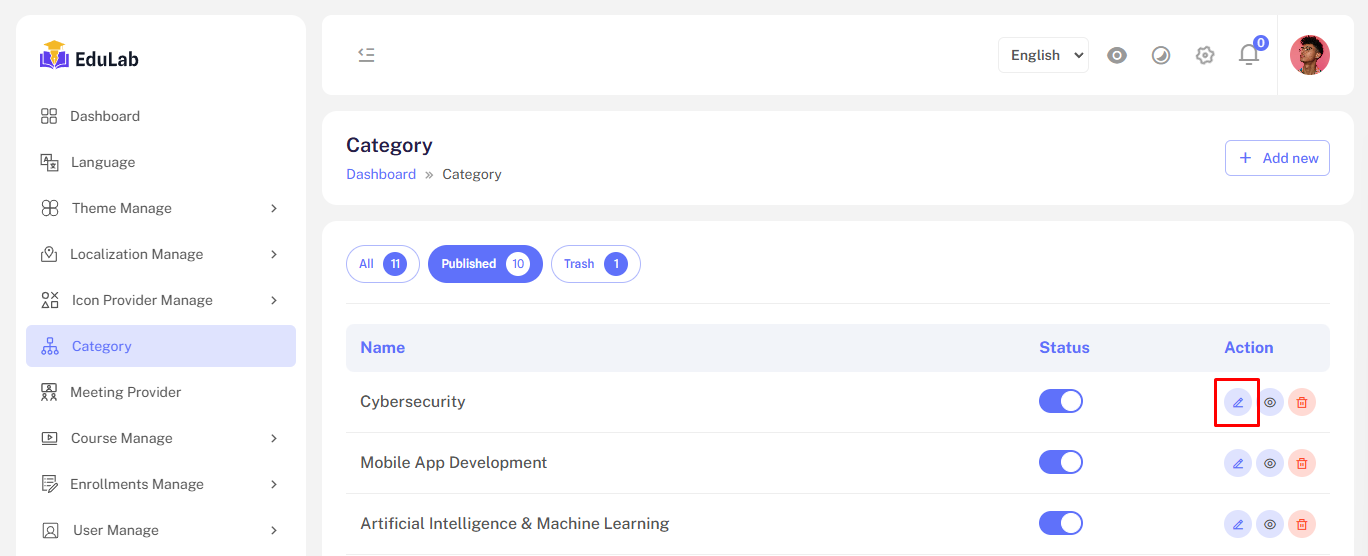 EduLab
Dashboard
Language
Theme Manage
Localization Manage
Icon Provider Manage
Category
Meeting Provider
Course Manage
Enrollments Manage
User Manage
English
0
Category
Dashboard » Category
+ Add new
All 11 Published 10 Trash 1
Name Status Action
Cybersecurity
Mobile App Development
Artificial Intelligence & Machine Learning